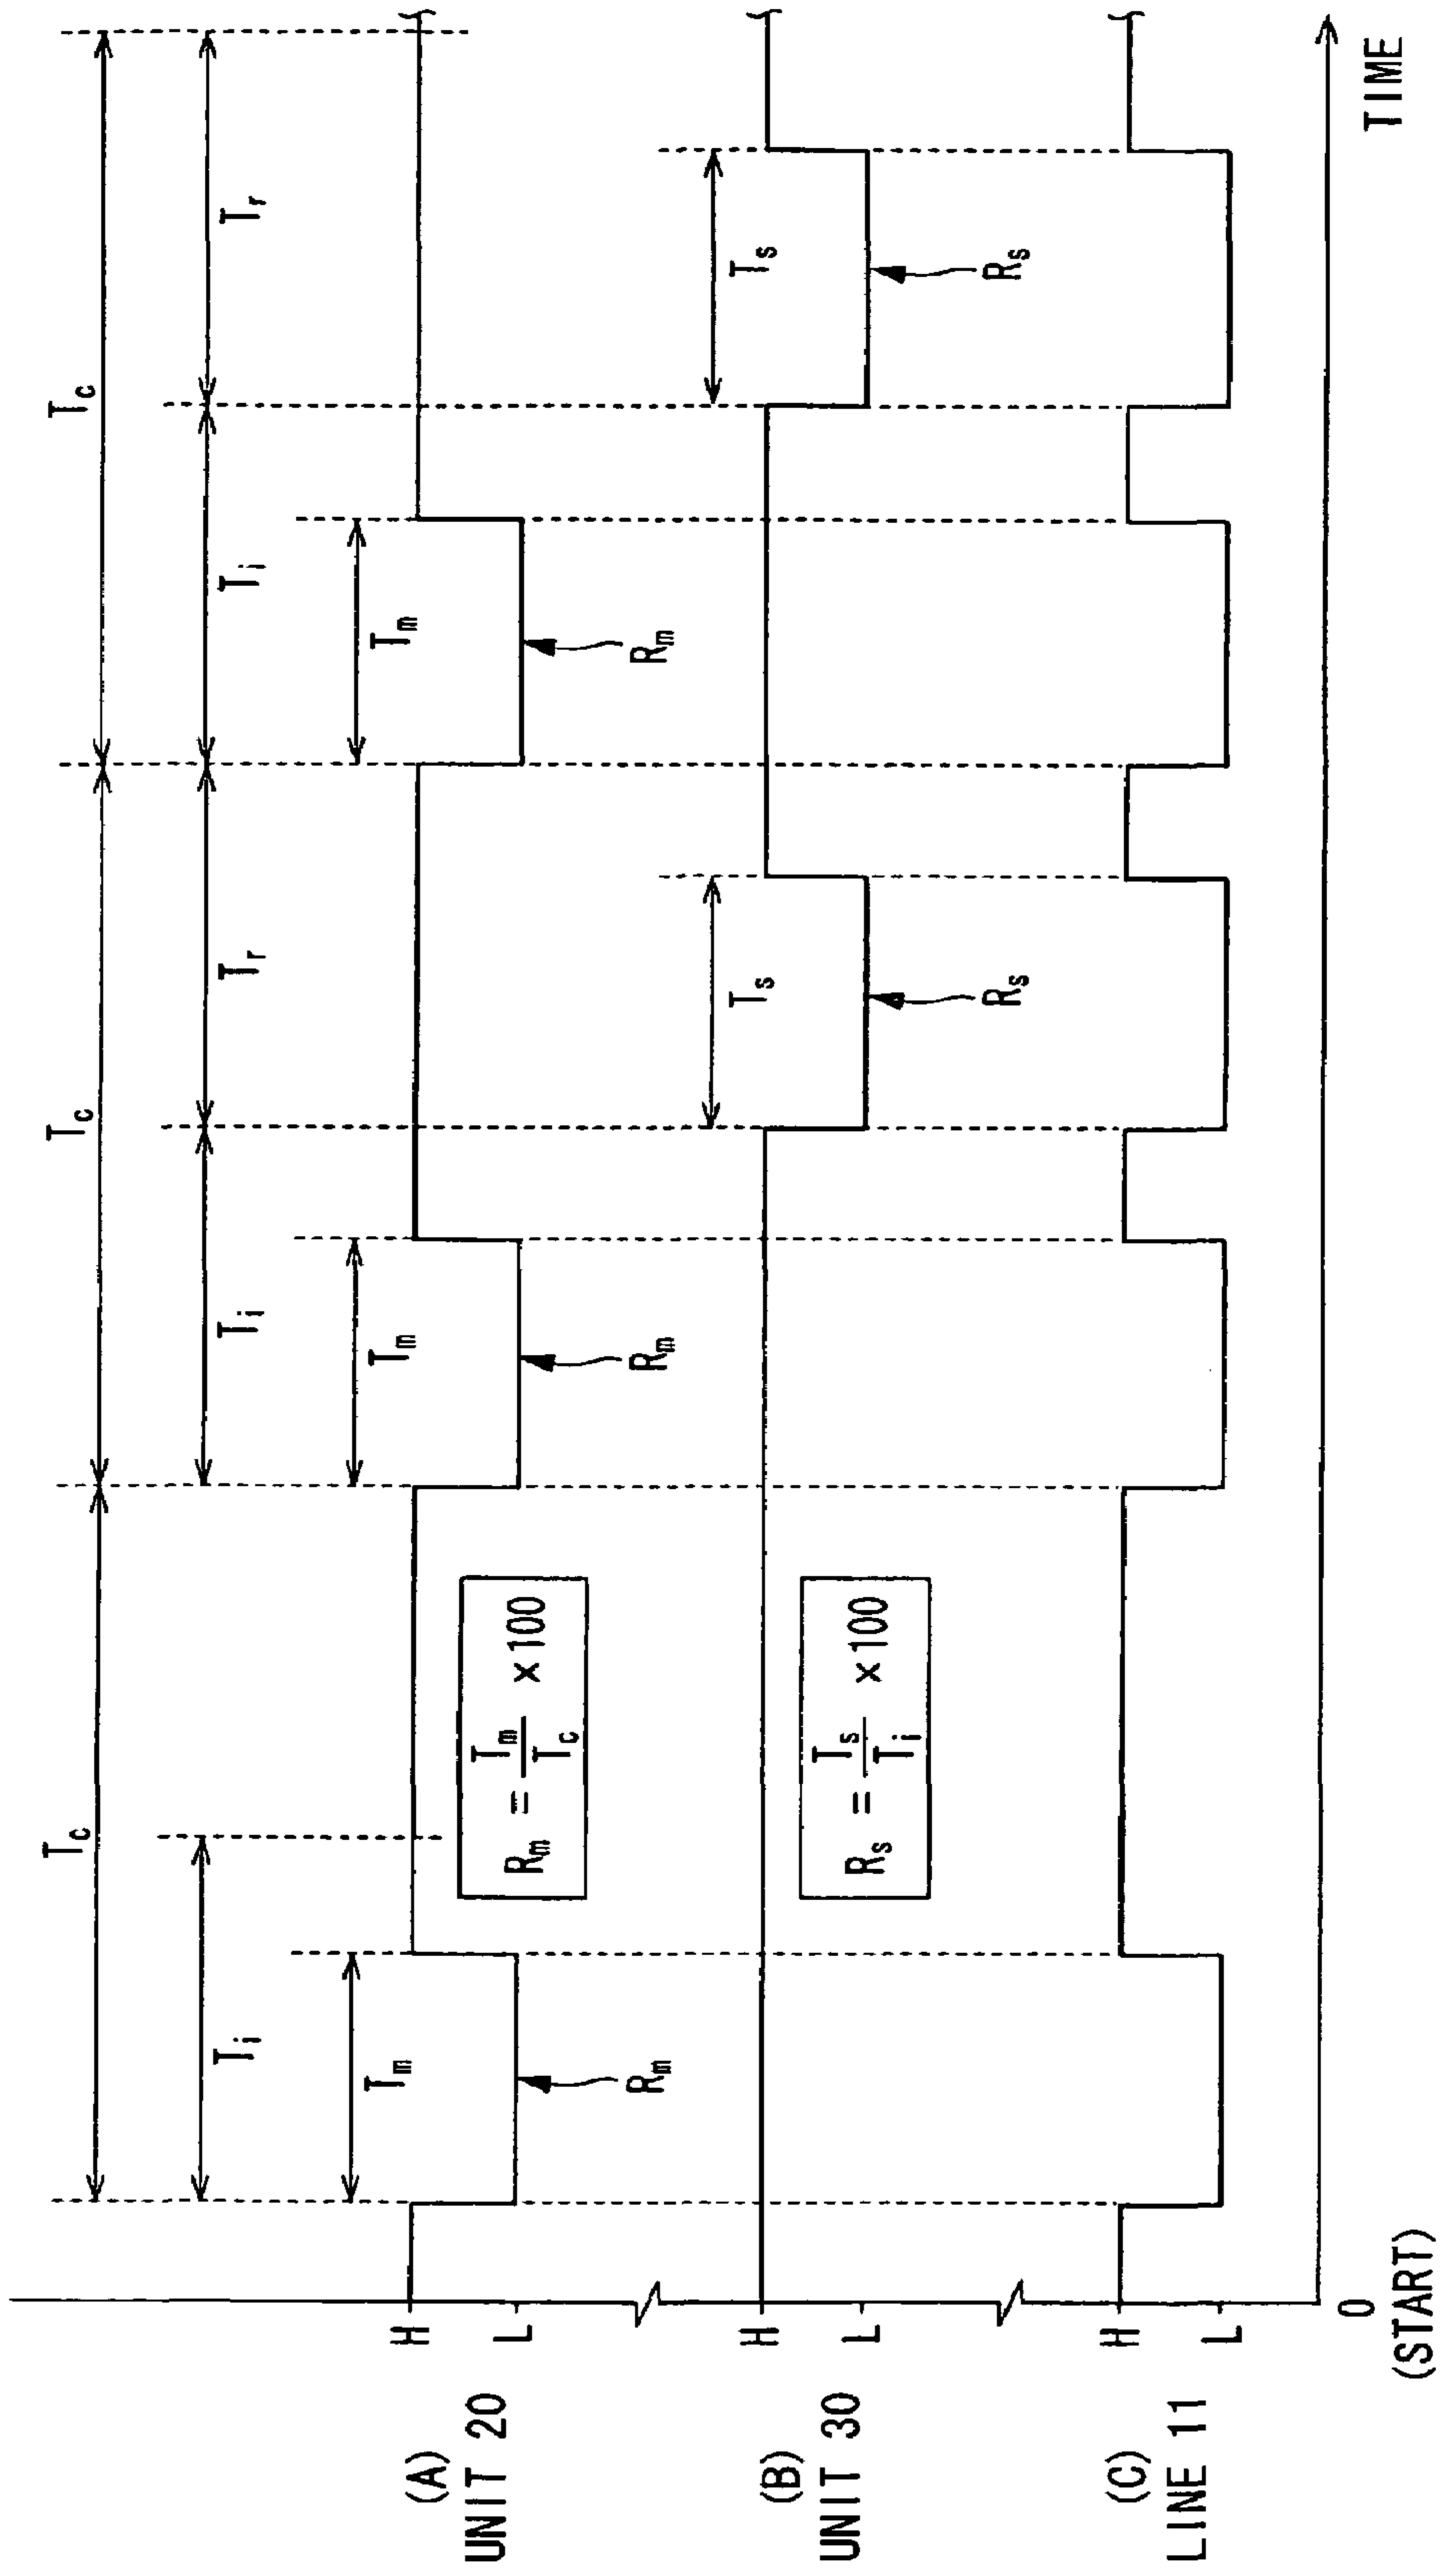 Tc Tc Tc
Ti Ti Tr Ti Tr
Tm Tm Tm
(A)
UNIT 20
H
L
Rm Rm Rm
Rm = Tm/Tc ×100
Ts Ts
(B)
UNIT 30
H
L
Rs Rs
Rs = Ts/Ti ×100
(C)
LINE 11
H
L
0
(START)
TIME